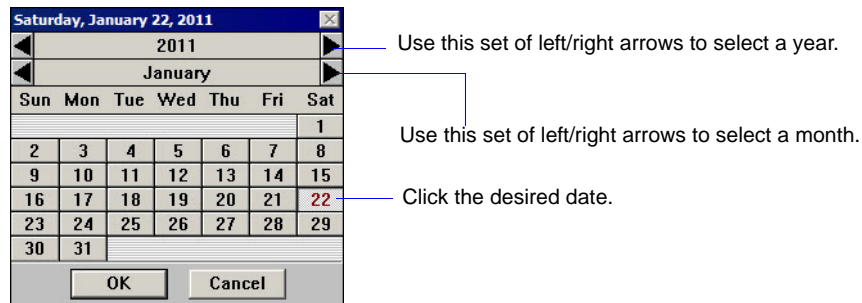 Saturday, January 22, 2011
2011
Use this set of left/right arrows to select a year.
January
Sun Mon Tue Wed Thu Fri Sat
1
Use this set of left/right arrows to select a month.
2 3 4 5 6 7 8
9 10 11 12 13 14 15
16 17 18 19 20 21 22
Click the desired date.
23 24 25 26 27 28 29
30 31
OK Cancel